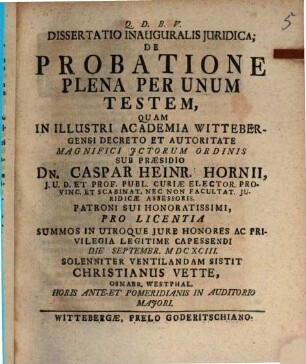 5
Q. D. B. V.
DISSERTATIO INAUGURALIS JURIDICA;
DE
PROBATIONE
PLENA PER UNUM
TESTEM,
QUAM
IN ILLUSTRI ACADEMIA WITTEBER-
GENSI DECRETO ET AUTORITATE
MAGNIFICI JCTORUM ORDINIS
SUB PRÆSIDIO
DN. CASPAR HEINR. HORNII,
J. U. D. ET PROF. PUBL. CURIÆ ELECTOR. PRO-
VINC. ET SCABINAT. NEC NON FACULTAT. JU-
RIDICÆ ASSESSORIS.
PATRONI SUI HONORATISSIMI,
PRO LICENTIA
SUMMOS IN UTROQUE JURE HONORES AC PRI-
VILEGIA LEGITIME CAPESSENDI
DIE SEPTEMBR. MDCXCIII.
SOLENNITER VENTILANDAM SISTIT
CHRISTIANUS VETTE,
OSNABR. WESTPHAL.
HORIS ANTE-ET POMERIDIANIS IN AUDITORIO
MAJORI.
WITTEBERGÆ, PRELO GODERITSCHIANO.